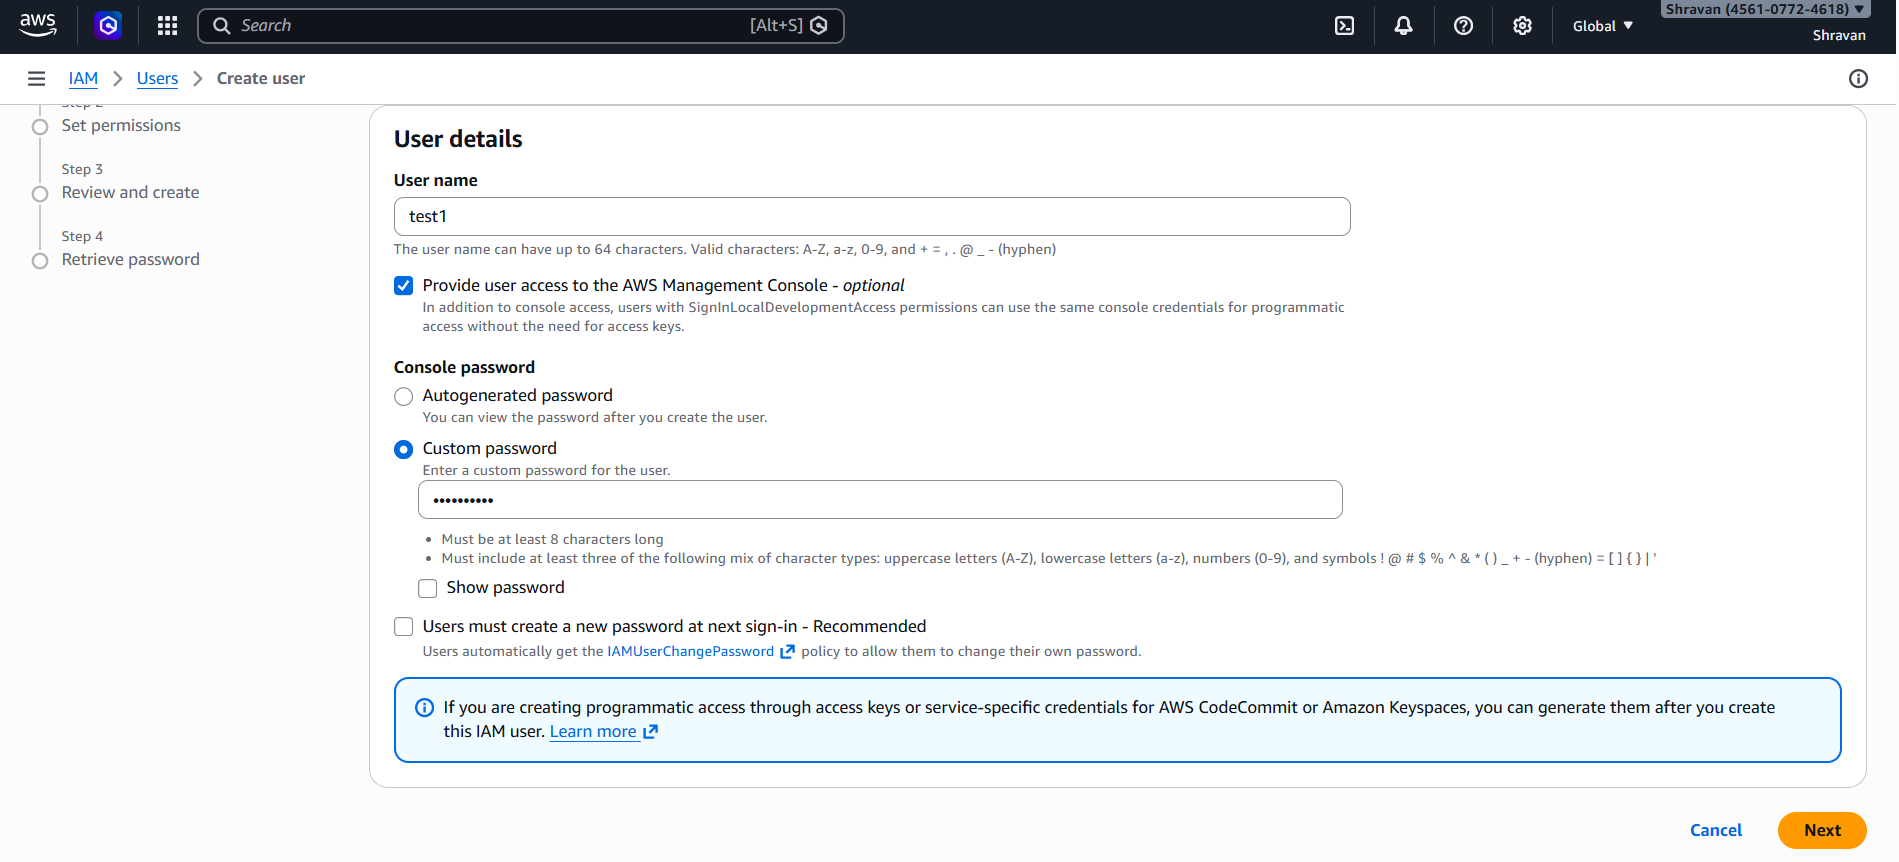 aws
Search
[Alt+S]
Global
Shravan (4561-0772-4618)
Shravan
IAM
Users
Create user
Step 2
Set permissions
Step 3
Review and create
Step 4
Retrieve password
User details
User name
test1
The user name can have up to 64 characters. Valid characters: A-Z, a-z, 0-9, and + = , . @ _ - (hyphen)
Provide user access to the AWS Management Console - optional
In addition to console access, users with SignInLocalDevelopmentAccess permissions can use the same console credentials for programmatic
access without the need for access keys.
Console password
Autogenerated password
You can view the password after you create the user.
Custom password
Enter a custom password for the user.
••••••••••
• Must be at least 8 characters long
• Must include at least three of the following mix of character types: uppercase letters (A-Z), lowercase letters (a-z), numbers (0-9), and symbols ! @ # $ % ^ & * ( ) _ + - (hyphen) = [ ] { } | '
Show password
Users must create a new password at next sign-in - Recommended
Users automatically get the IAMUserChangePassword policy to allow them to change their own password.
If you are creating programmatic access through access keys or service-specific credentials for AWS CodeCommit or Amazon Keyspaces, you can generate them after you create
this IAM user. Learn more
Cancel
Next